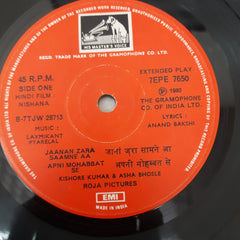 HIS MASTER'S VOICE
REGD. TRADE MARK OF THE GRAMOPHONE CO. LTD.
45 R.P.M.
SIDE ONE
HINDI FILM :
NISHANA
EXTENDED PLAY
7EPE 7650
℗ 1980
THE GRAMOPHONE
CO. OF INDIA LTD.
B-7TJW 28713
MUSIC :
LAXMIKANT
PYARELAL
LYRICS :
ANAND BAKSHI
JAANAN ZARA जानां जरा सामने आ
SAAMNE AA
APNI MOHABBAT अपनी मोहब्बत से
SE
KISHORE KUMAR & ASHA BHOSLE
ROJA PICTURES
EMI
MADE IN INDIA